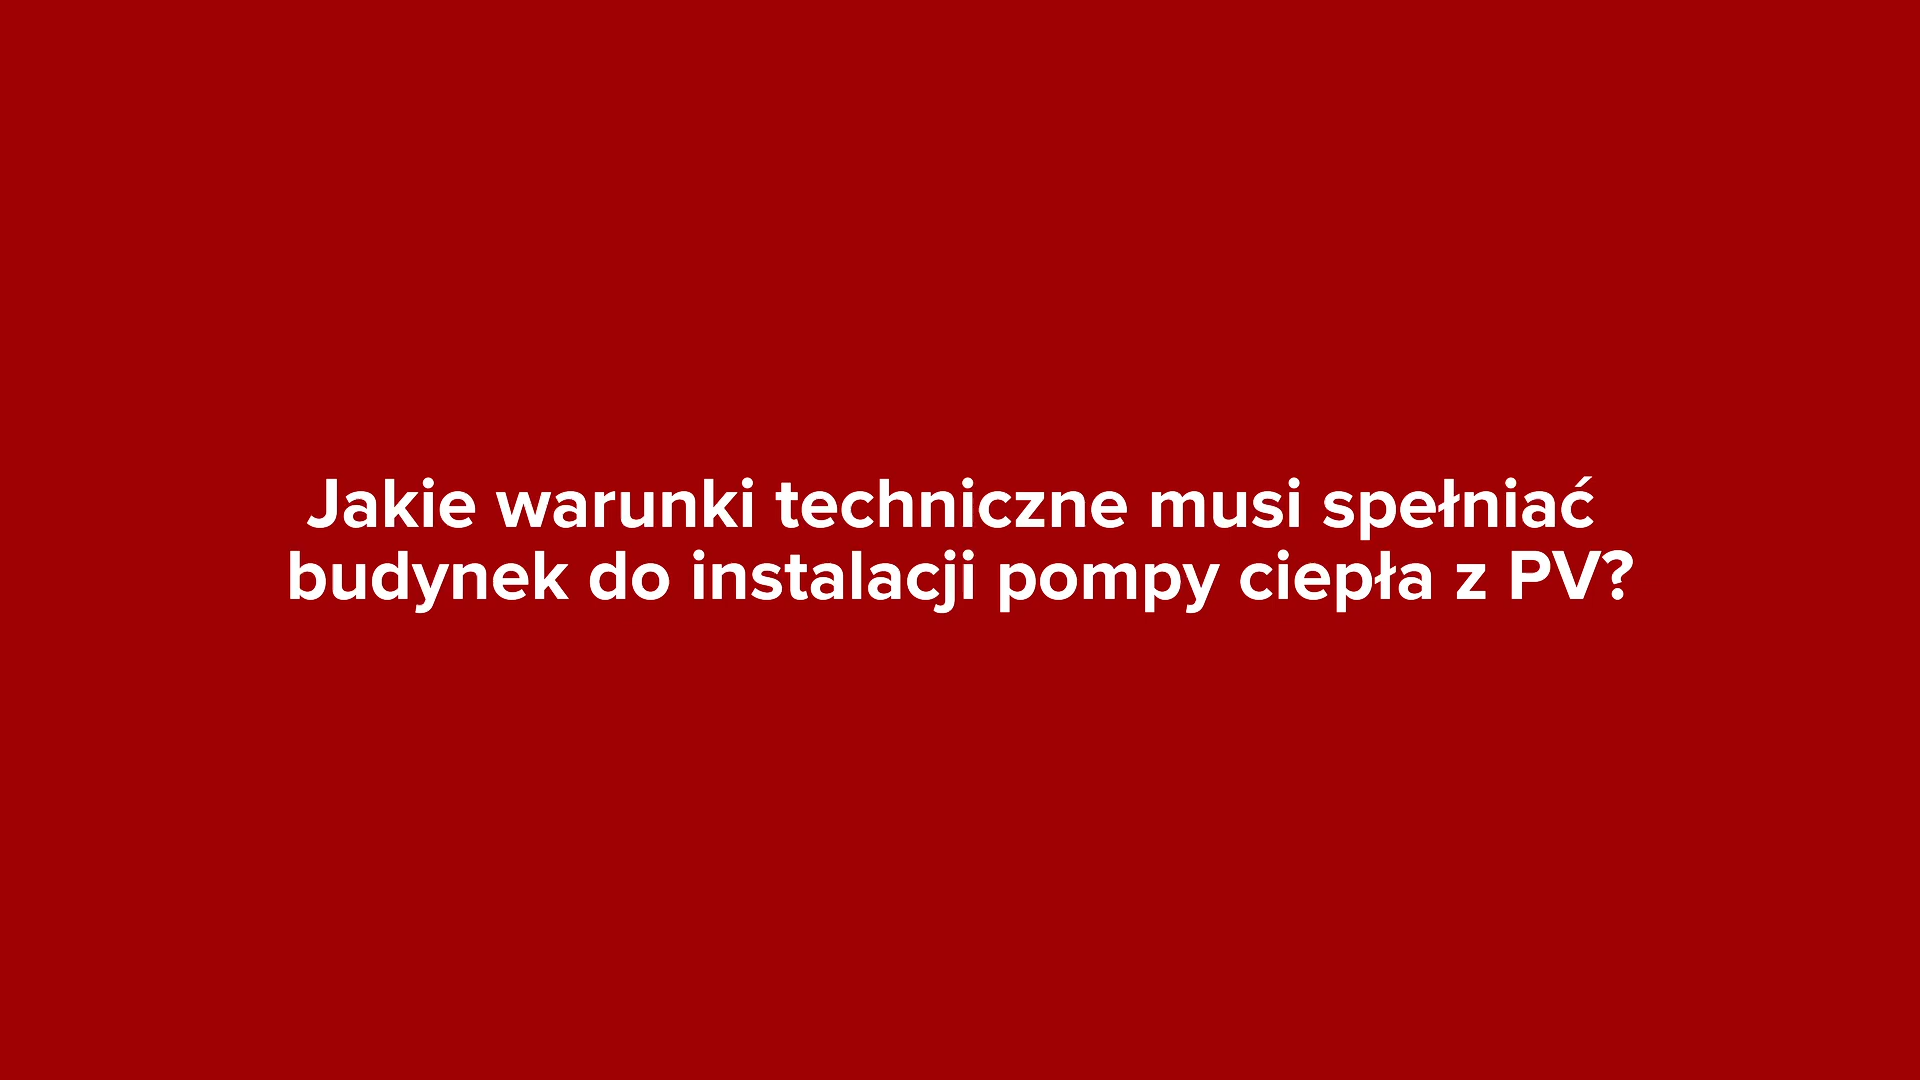 Jakie warunki techniczne musi spełniać
budynek do instalacji pompy ciepła z PV?